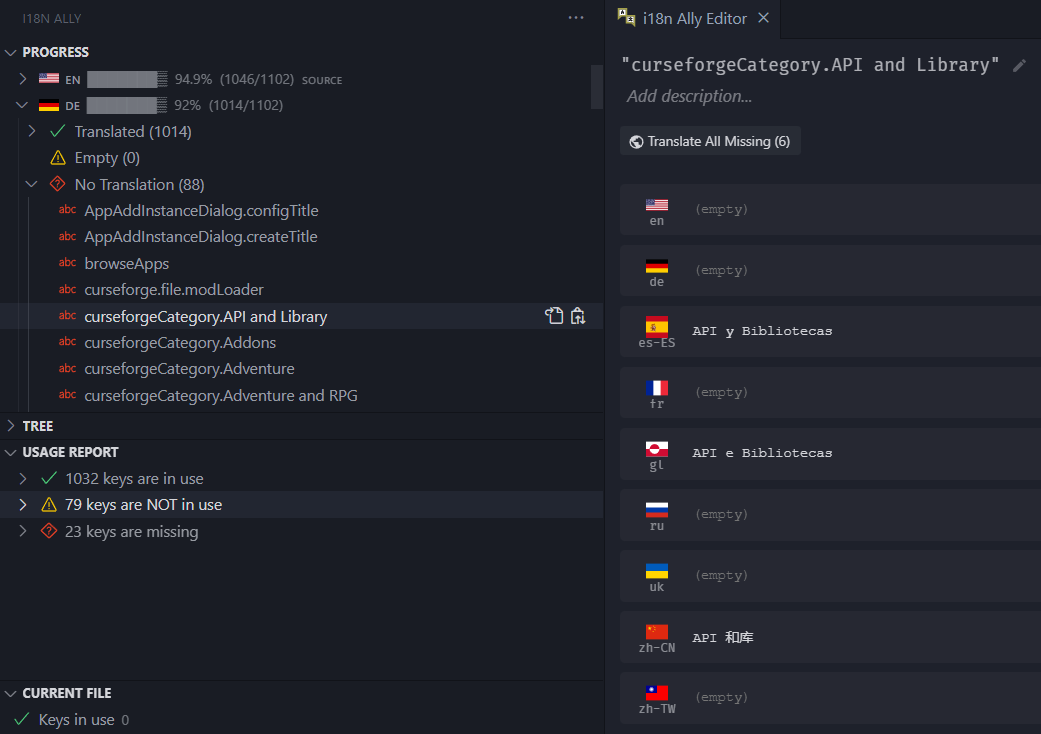 I18N ALLY
PROGRESS
EN 94.9% (1046/1102) SOURCE
DE 92% (1014/1102)
Translated (1014)
Empty (0)
No Translation (88)
abc AppAddInstanceDialog.configTitle
abc AppAddInstanceDialog.createTitle
abc browseApps
abc curseforge.file.modLoader
abc curseforgeCategory.API and Library
abc curseforgeCategory.Addons
abc curseforgeCategory.Adventure
abc curseforgeCategory.Adventure and RPG
TREE
USAGE REPORT
1032 keys are in use
79 keys are NOT in use
23 keys are missing
CURRENT FILE
Keys in use 0
i18n Ally Editor
"curseforgeCategory.API and Library"
Add description...
Translate All Missing (6)
en (empty)
de (empty)
es-ES API y Bibliotecas
fr (empty)
gl API e Bibliotecas
ru (empty)
uk (empty)
zh-CN API 和库
zh-TW (empty)